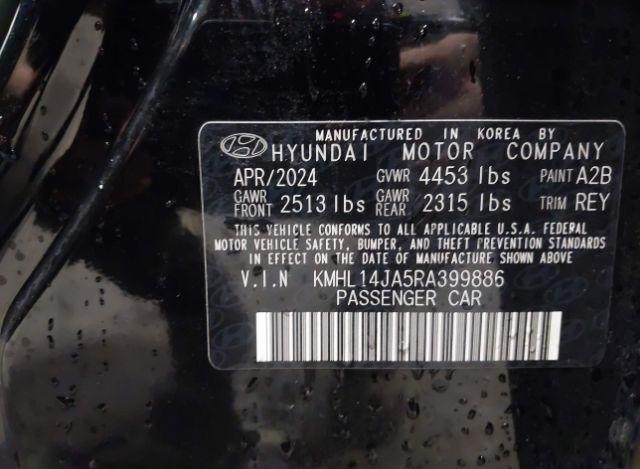 MANUFACTURED IN KOREA BY
HYUNDAI MOTOR COMPANY
APR/2024 GVWR 4453 lbs PAINT A2B
GAWR FRONT 2513 lbs GAWR REAR 2315 lbs TRIM REY
THIS VEHICLE CONFORMS TO ALL APPLICABLE U.S.A. FEDERAL
MOTOR VEHICLE SAFETY, BUMPER, AND THEFT PREVENTION STANDARDS
IN EFFECT ON THE DATE OF MANUFACTURE SHOWN ABOVE.
V.I.N KMHL14JA5RA399886
PASSENGER CAR